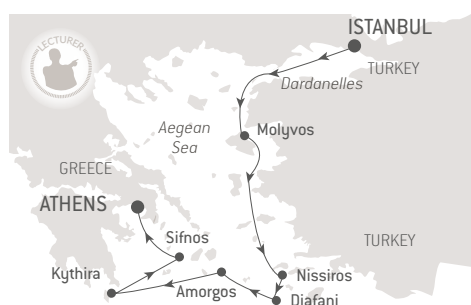 ISTANBUL
LECTURER
TURKEY
Dardanelles
Aegean
Sea
Molyvos
GREECE
ATHENS
TURKEY
Sifnos
Kythira
Nissiros
Amorgos
Diafani